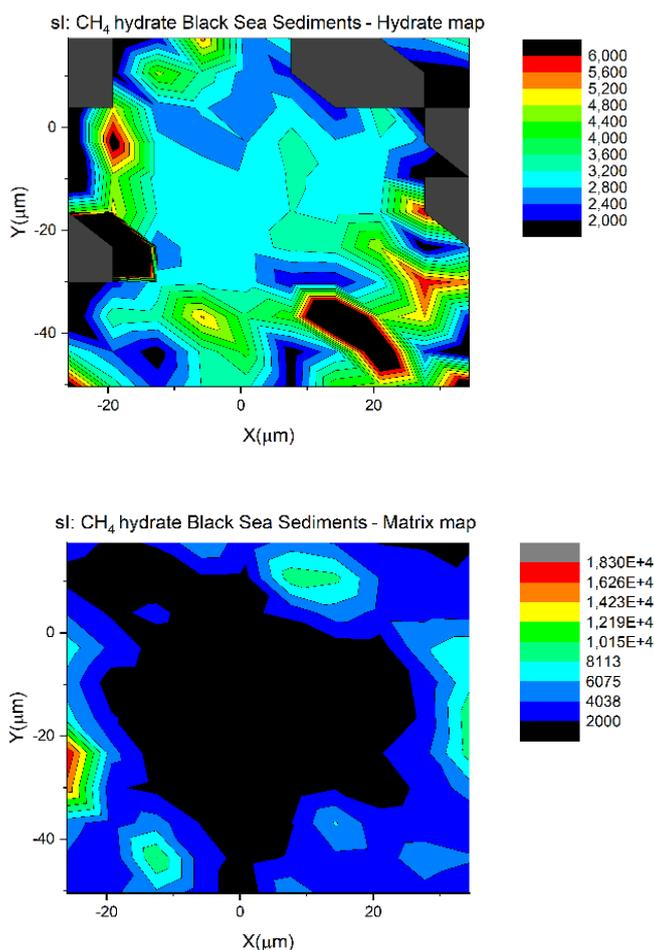 sI: CH₄ hydrate Black Sea Sediments - Hydrate map
6,000
5,600
5,200
4,800
4,400
4,000
3,600
3,200
2,800
2,400
2,000
0
-20
-40
Y(µm)
-20 0 20
X(µm)
sI: CH₄ hydrate Black Sea Sediments - Matrix map
1,830E+4
1,626E+4
1,423E+4
1,219E+4
1,015E+4
8113
6075
4038
2000
0
-20
-40
Y(µm)
-20 0 20
X(µm)